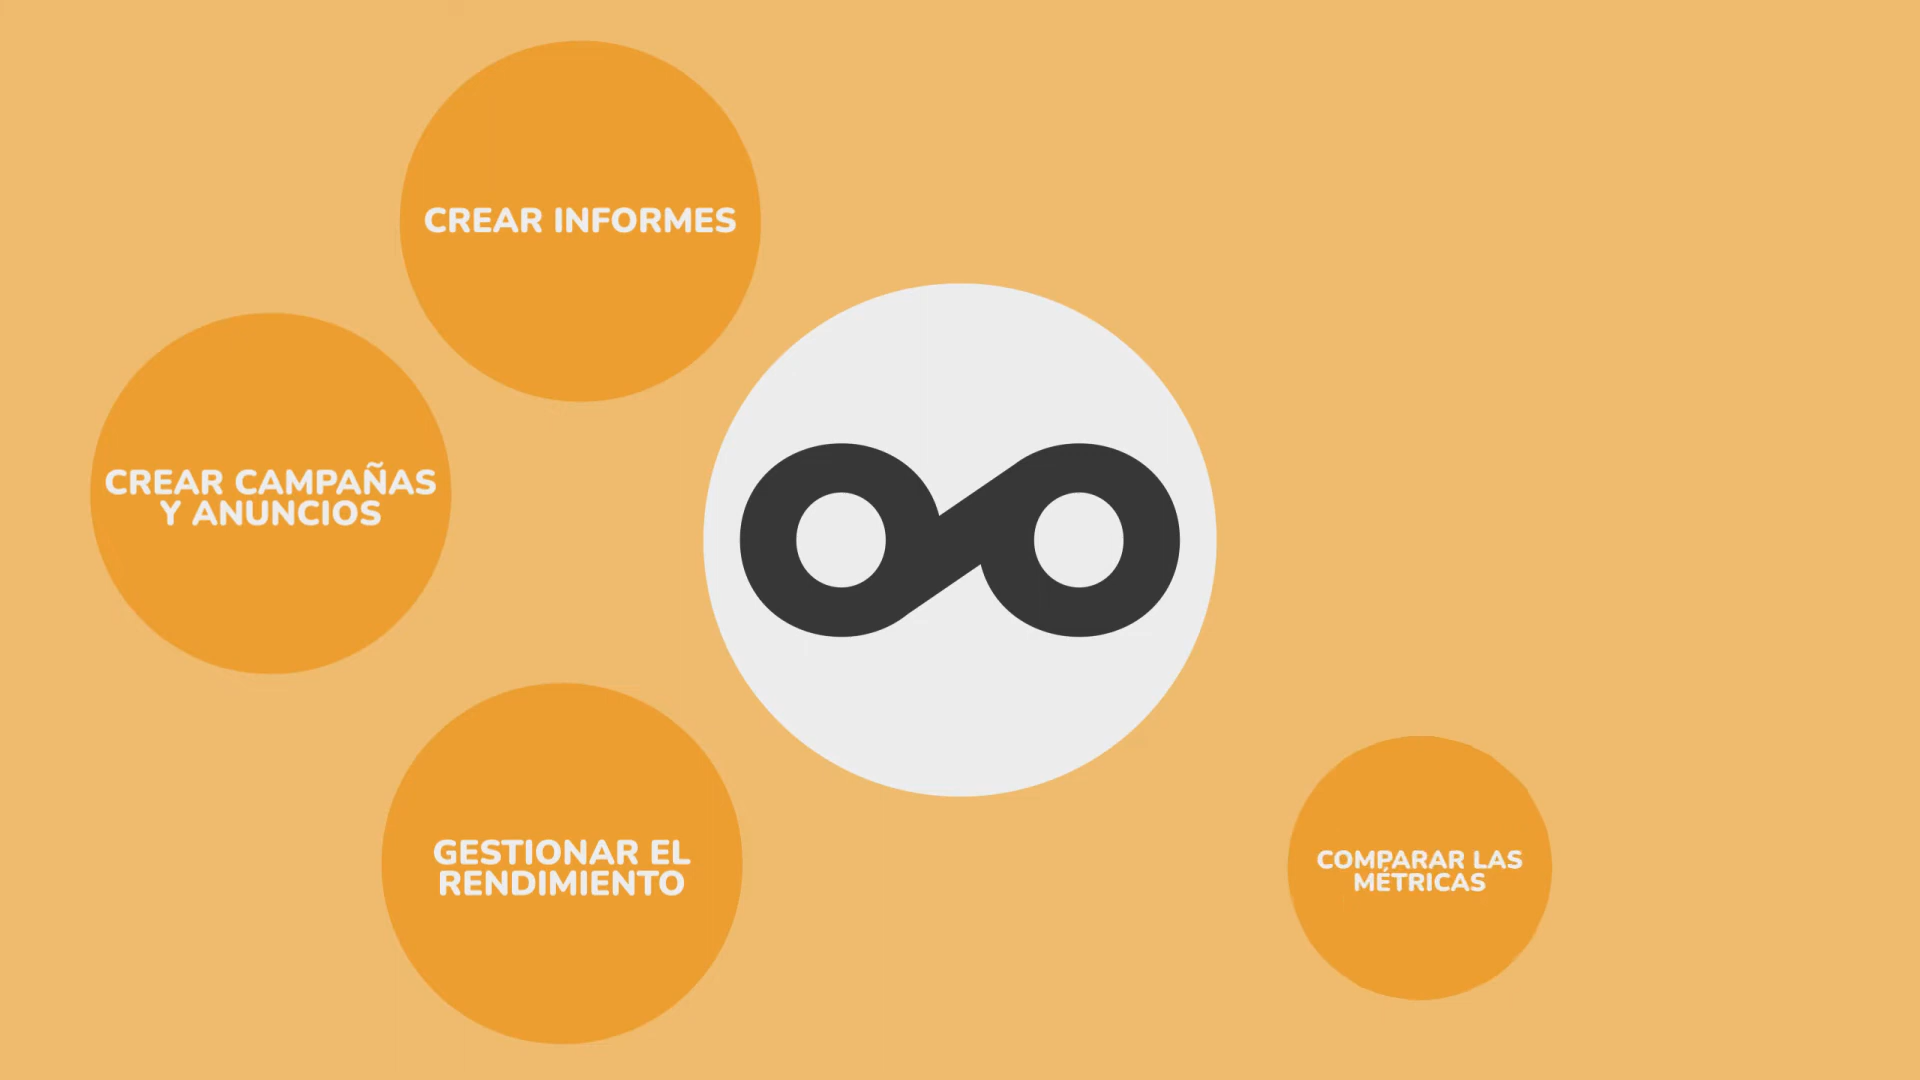 CREAR INFORMES
CREAR CAMPAÑAS
Y ANUNCIOS
GESTIONAR EL
RENDIMIENTO
COMPARAR LAS
MÉTRICAS